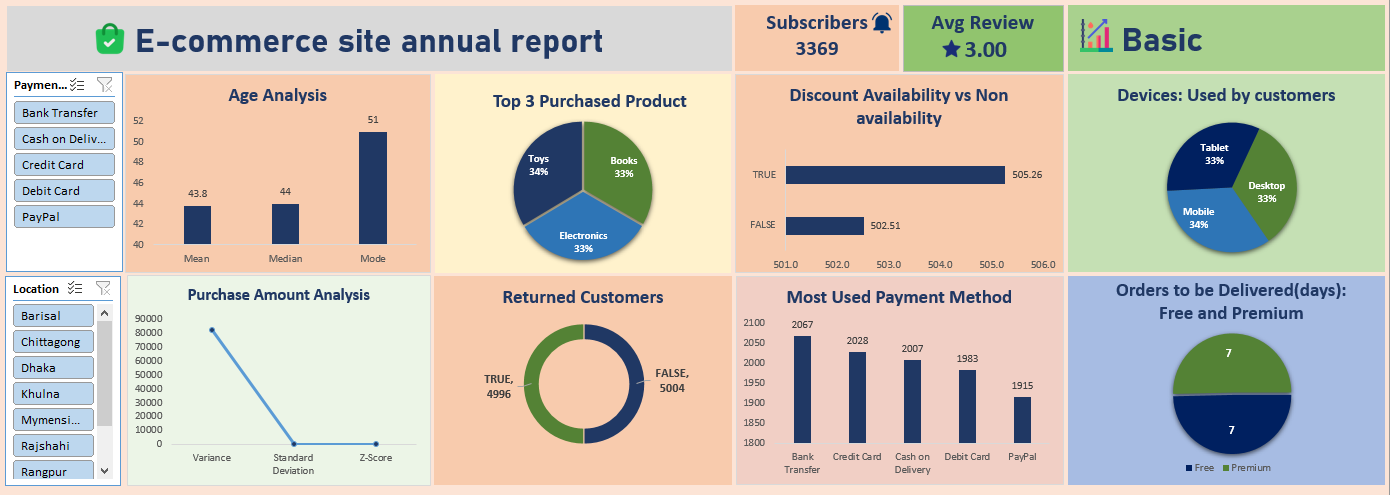 E-commerce site annual report
Subscribers
3369
Avg Review
3.00
Basic
Paymen...
Bank Transfer
Cash on Deliv...
Credit Card
Debit Card
PayPal
Age Analysis
52
50
48
46
44
42
40
43.8
44
51
Mean
Median
Mode
Top 3 Purchased Product
Toys
34%
Books
33%
Electronics
33%
Discount Availability vs Non
availability
TRUE
505.26
FALSE
502.51
501.0
502.0
503.0
504.0
505.0
506.0
Devices: Used by customers
Tablet
33%
Desktop
33%
Mobile
34%
Location
Barisal
Chittagong
Dhaka
Khulna
Mymensi...
Rajshahi
Rangpur
Purchase Amount Analysis
90000
80000
70000
60000
50000
40000
30000
20000
10000
0
Variance
Standard
Deviation
Z-Score
Returned Customers
TRUE,
4996
FALSE,
5004
Most Used Payment Method
2100
2050
2000
1950
1900
1850
1800
2067
2028
2007
1983
1915
Bank
Transfer
Credit Card
Cash on
Delivery
Debit Card
PayPal
Orders to be Delivered(days):
Free and Premium
7
7
Free
Premium